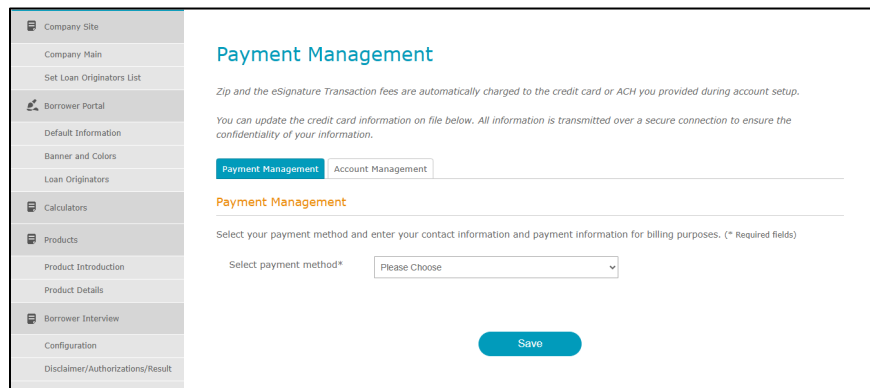 Company Site
Company Main
Set Loan Originators List
Borrower Portal
Default Information
Banner and Colors
Loan Originators
Calculators
Products
Product Introduction
Product Details
Borrower Interview
Configuration
Disclaimer/Authorizations/Result
Payment Management
Zip and the eSignature Transaction fees are automatically charged to the credit card or ACH you provided during account setup.
You can update the credit card information on file below. All information is transmitted over a secure connection to ensure the
confidentiality of your information.
Payment Management Account Management
Payment Management
Select your payment method and enter your contact information and payment information for billing purposes. (* Required fields)
Select payment method* Please Choose
Save